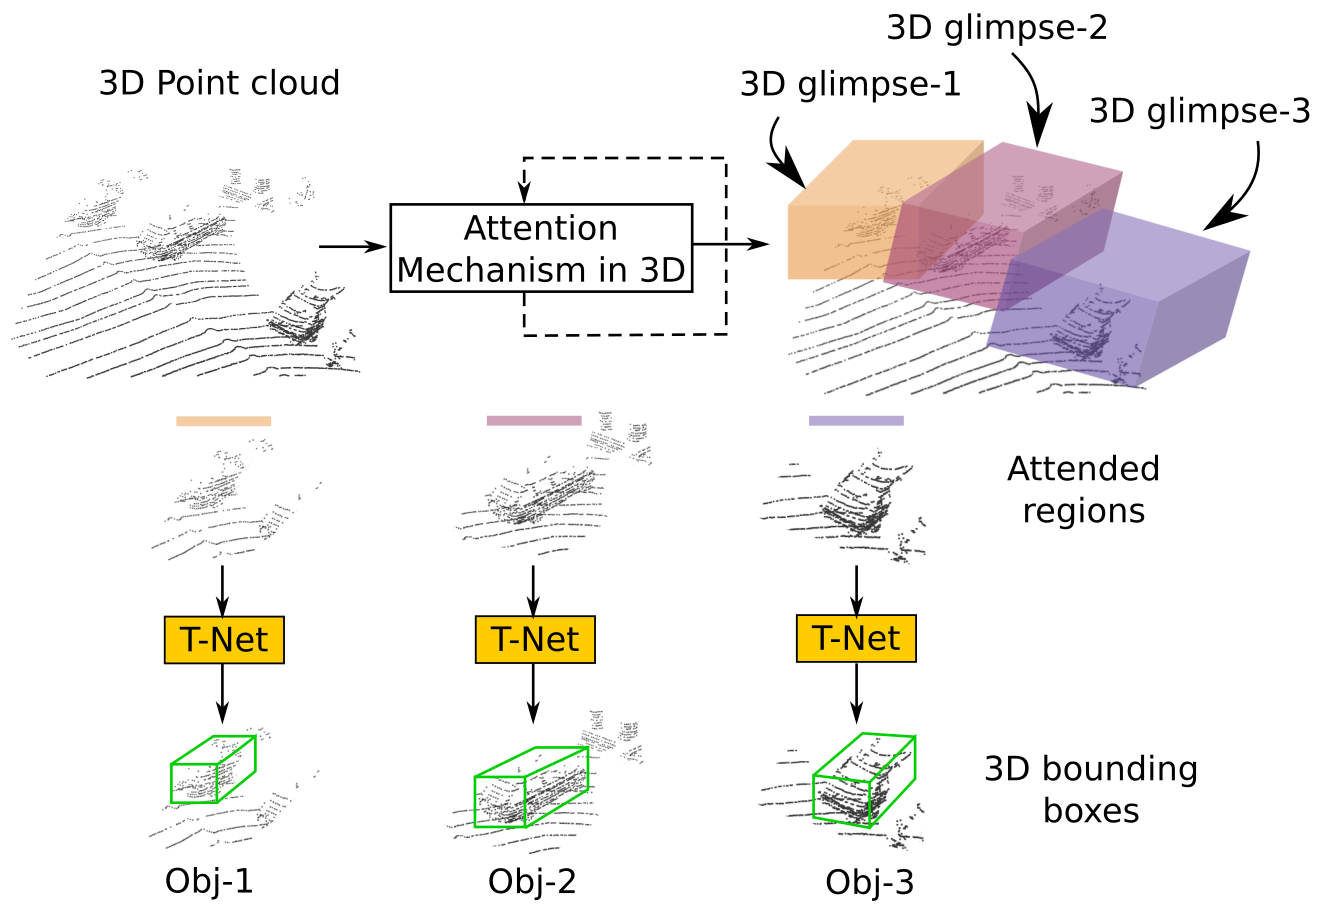 3D glimpse-2
3D Point cloud
3D glimpse-1
3D glimpse-3
Attention
Mechanism in 3D
Attended
regions
T-Net
T-Net
T-Net
3D bounding
boxes
Obj-1
Obj-2
Obj-3